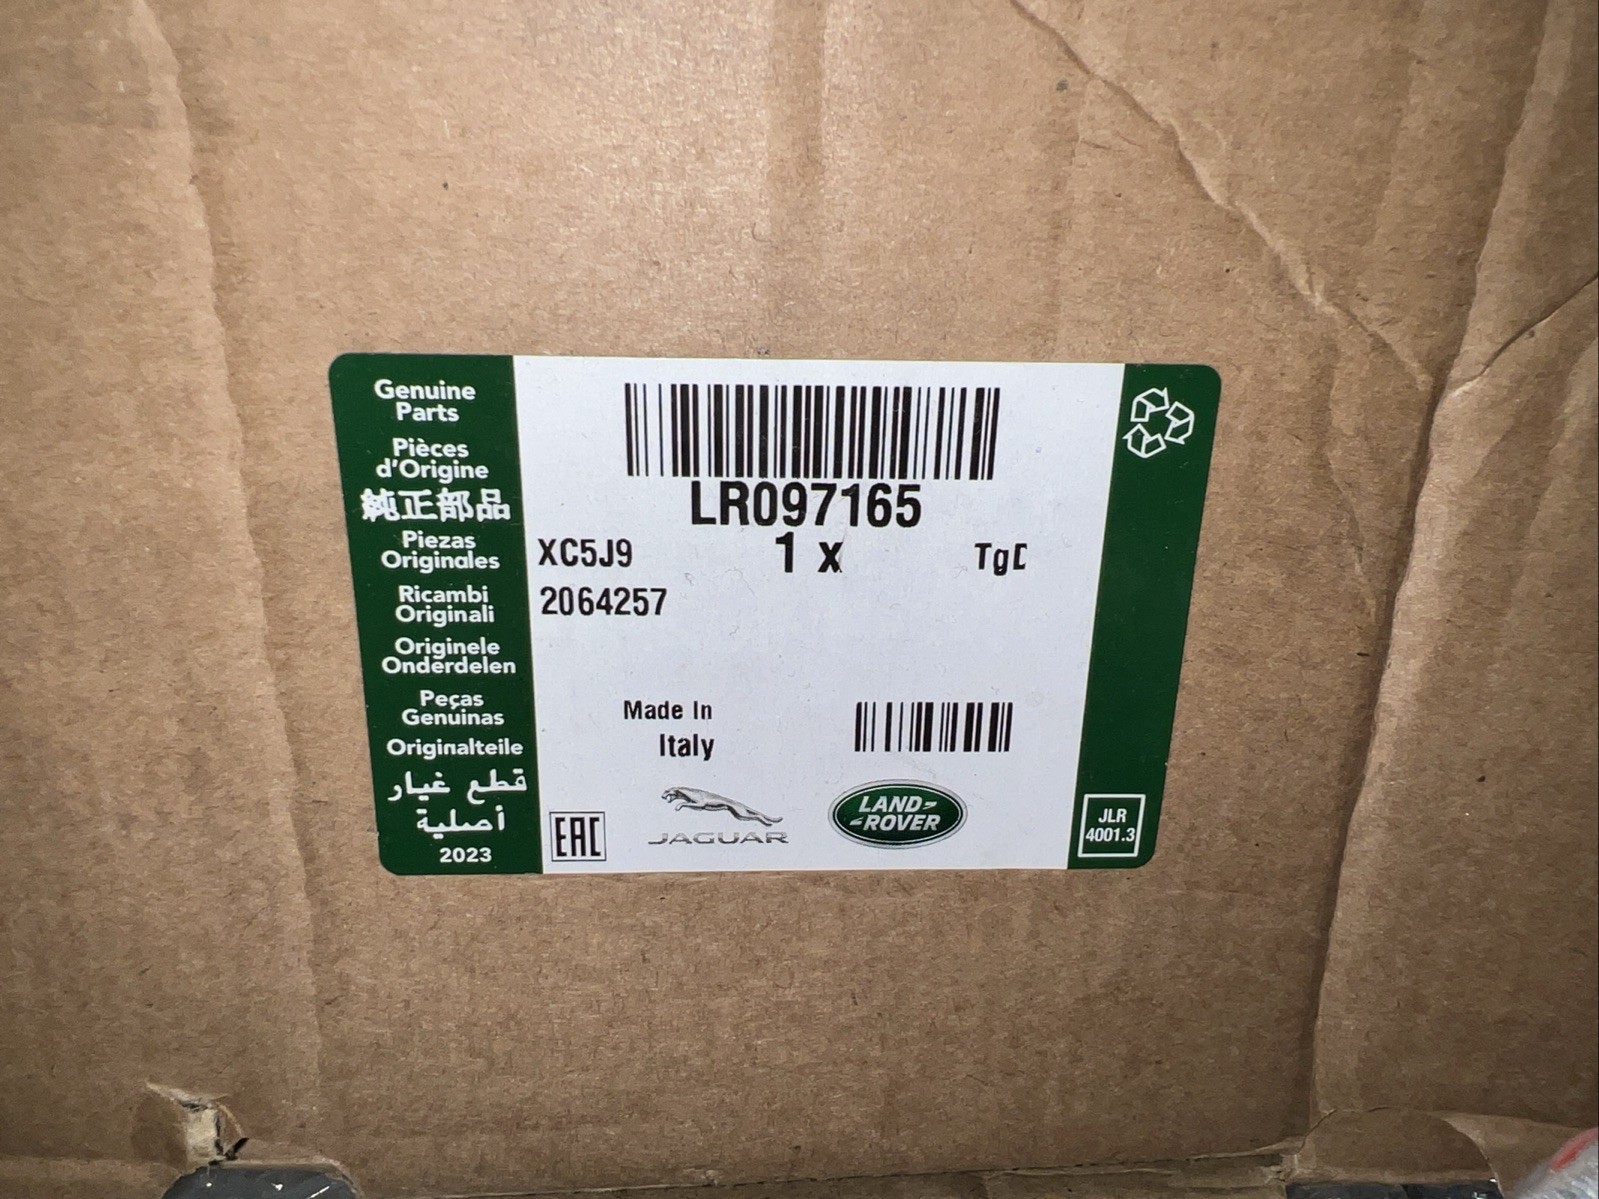 Genuine
Parts
Pièces
d'Origine
純正部品
Piezas
Originales
Ricambi
Originali
Originele
Onderdelen
Peças
Genuinas
Originalteile
قطع غيار
أصلية
2023
LR097165
XC5J9 1 x TgC
2064257
Made In
Italy
EAC
JAGUAR
LAND-
-ROVER
JLR
4001.3